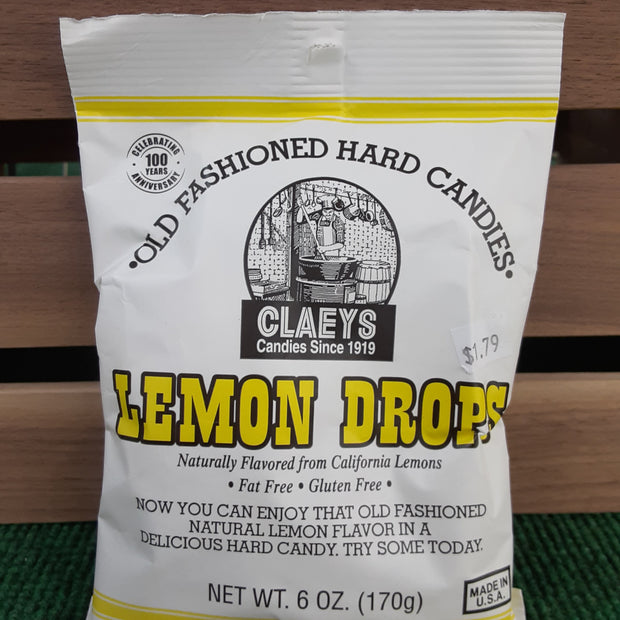 CELEBRATING
100
YEARS
ANNIVERSARY
•OLD FASHIONED HARD CANDIES•
CLAEYS
Candies Since 1919
$1.79
LEMON DROPS
Naturally Flavored from California Lemons
• Fat Free • Gluten Free •
NOW YOU CAN ENJOY THAT OLD FASHIONED
NATURAL LEMON FLAVOR IN A
DELICIOUS HARD CANDY. TRY SOME TODAY.
NET WT. 6 OZ. (170g)
MADE IN
U.S.A.